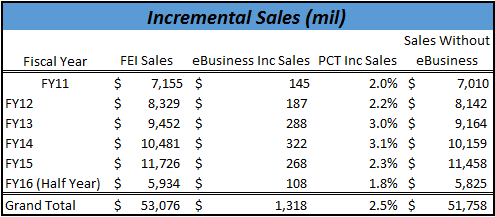 Incremental Sales (mil)
Fiscal Year FEI Sales eBusiness Inc Sales PCT Inc Sales Sales Without eBusiness
FY11 $ 7,155 $ 145 2.0% $ 7,010
FY12 $ 8,329 $ 187 2.2% $ 8,142
FY13 $ 9,452 $ 288 3.0% $ 9,164
FY14 $ 10,481 $ 322 3.1% $ 10,159
FY15 $ 11,726 $ 268 2.3% $ 11,458
FY16 (Half Year) $ 5,934 $ 108 1.8% $ 5,825
Grand Total $ 53,076 $ 1,318 2.5% $ 51,758